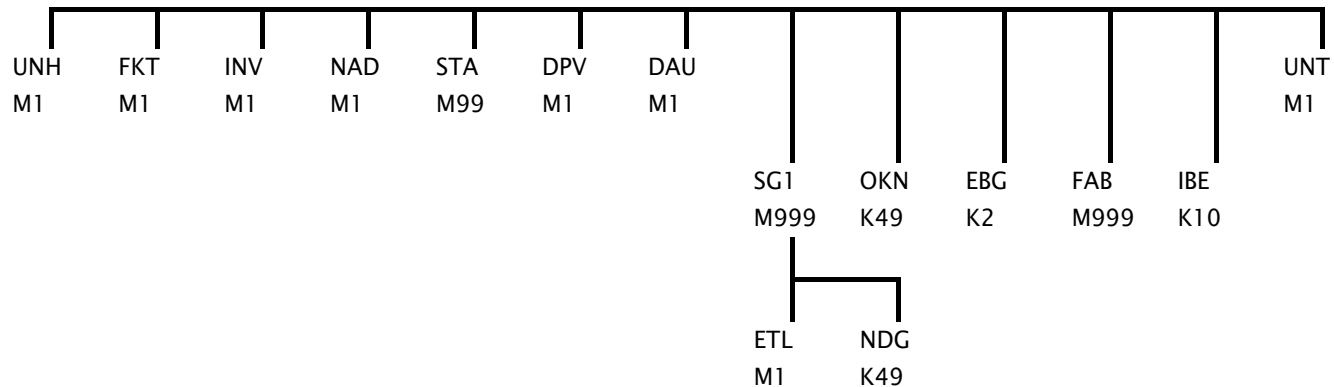 UNH FKT INV NAD STA DPV DAU UNT
M1 M1 M1 M1 M99 M1 M1 M1
SG1 OKN EBG FAB IBE
M999 K49 K2 M999 K10
ETL NDG
M1 K49